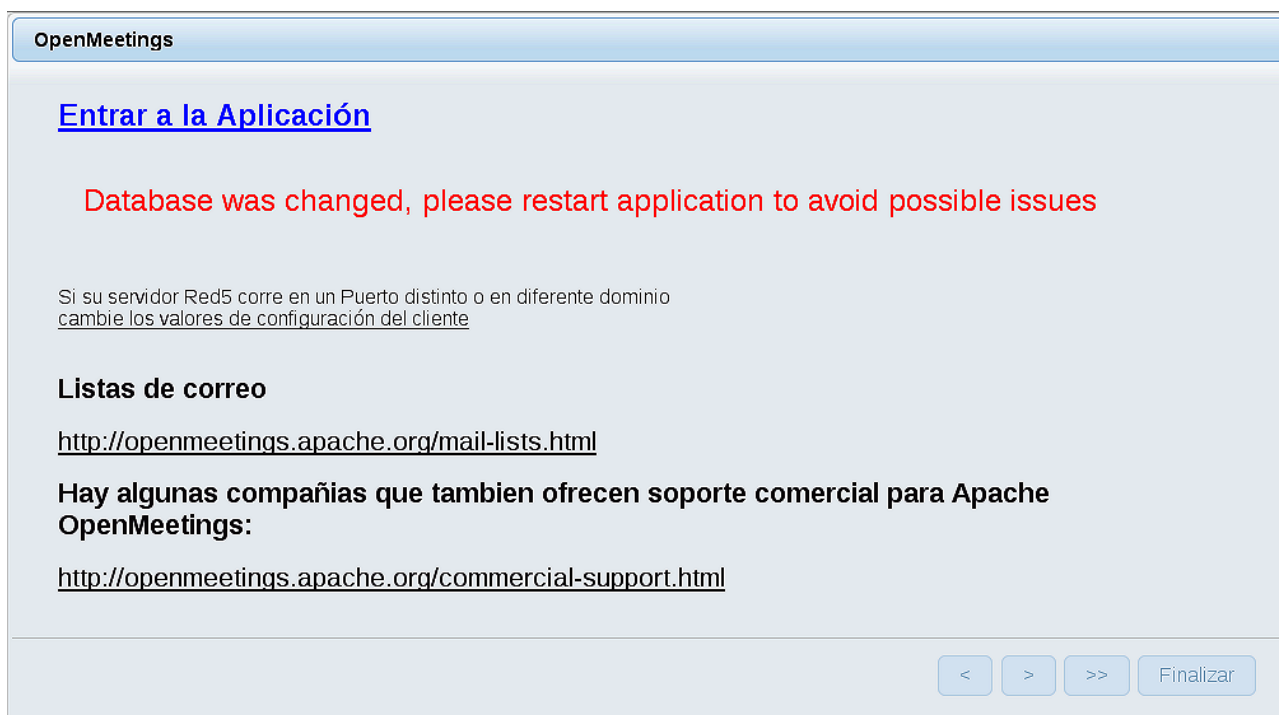 OpenMeetings
Entrar a la Aplicación
Database was changed, please restart application to avoid possible issues
Si su servidor Red5 corre en un Puerto distinto o en diferente dominio
cambie los valores de configuración del cliente
Listas de correo
http://openmeetings.apache.org/mail-lists.html
Hay algunas compañias que tambien ofrecen soporte comercial para Apache
OpenMeetings:
http://openmeetings.apache.org/commercial-support.html
< > >> Finalizar